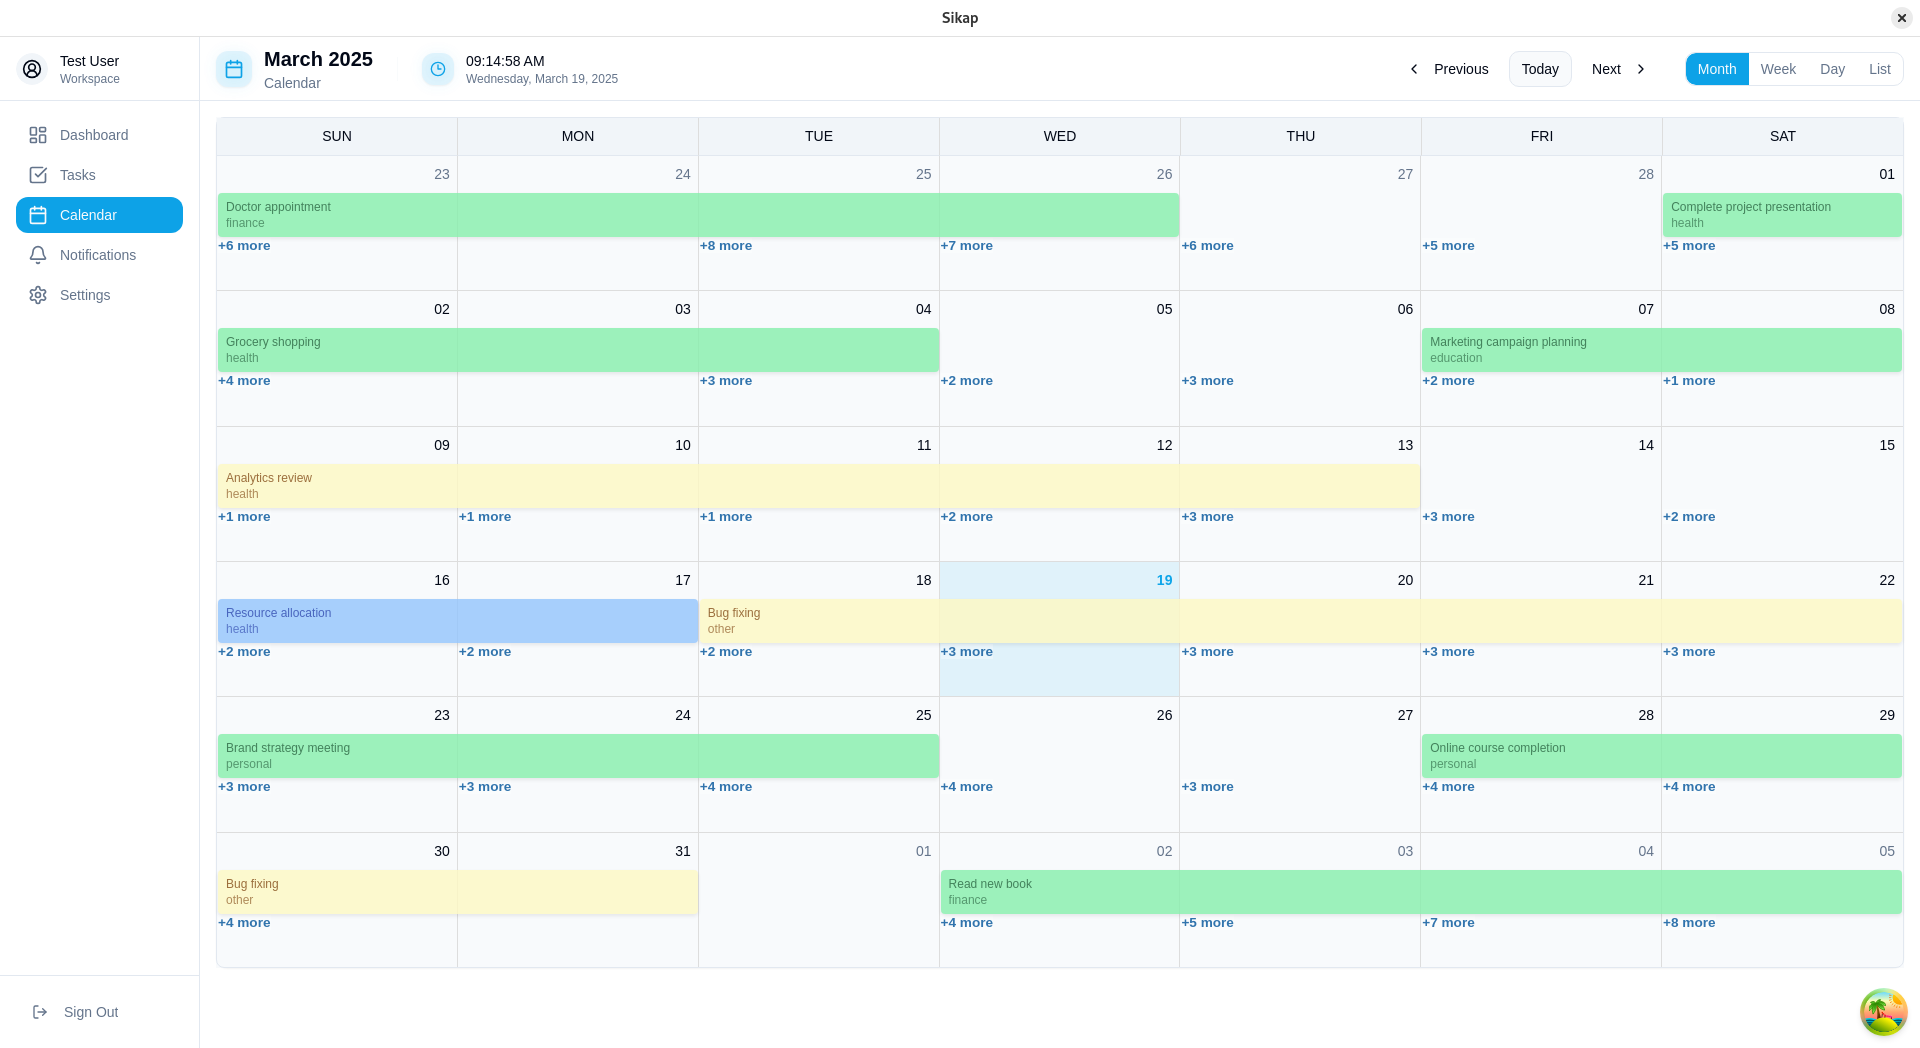 Sikap
Test User
Workspace
March 2025
Calendar
09:14:58 AM
Wednesday, March 19, 2025
Previous
Today
Next
Month
Week
Day
List
Dashboard
Tasks
Calendar
Notifications
Settings
Sign Out
SUN MON TUE WED THU FRI SAT
23 24 25 26 27 28 01
Doctor appointment
finance
Complete project presentation
health
+6 more +8 more +7 more +6 more +5 more +5 more
02 03 04 05 06 07 08
Grocery shopping
health
Marketing campaign planning
education
+4 more +3 more +2 more +3 more +2 more +1 more
09 10 11 12 13 14 15
Analytics review
health
+1 more +1 more +1 more +2 more +3 more +3 more +2 more
16 17 18 19 20 21 22
Resource allocation
health
Bug fixing
other
+2 more +2 more +2 more +3 more +3 more +3 more +3 more
23 24 25 26 27 28 29
Brand strategy meeting
personal
Online course completion
personal
+3 more +3 more +4 more +4 more +3 more +4 more +4 more
30 31 01 02 03 04 05
Bug fixing
other
Read new book
finance
+4 more +4 more +5 more +7 more +8 more